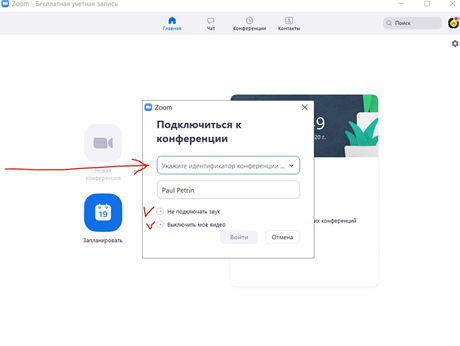 Zoom - Бесплатная учетная запись
Главная
Чат
Конференции
Контакты
Поиск
Zoom
Подключиться к
конференции
Укажите идентификатор конференции ...
Paul Petrin
Не подключать звук
Выключить мое видео
Войти
Отмена
Новая
конференция
19
Запланировать
9
20 г.
их конференций